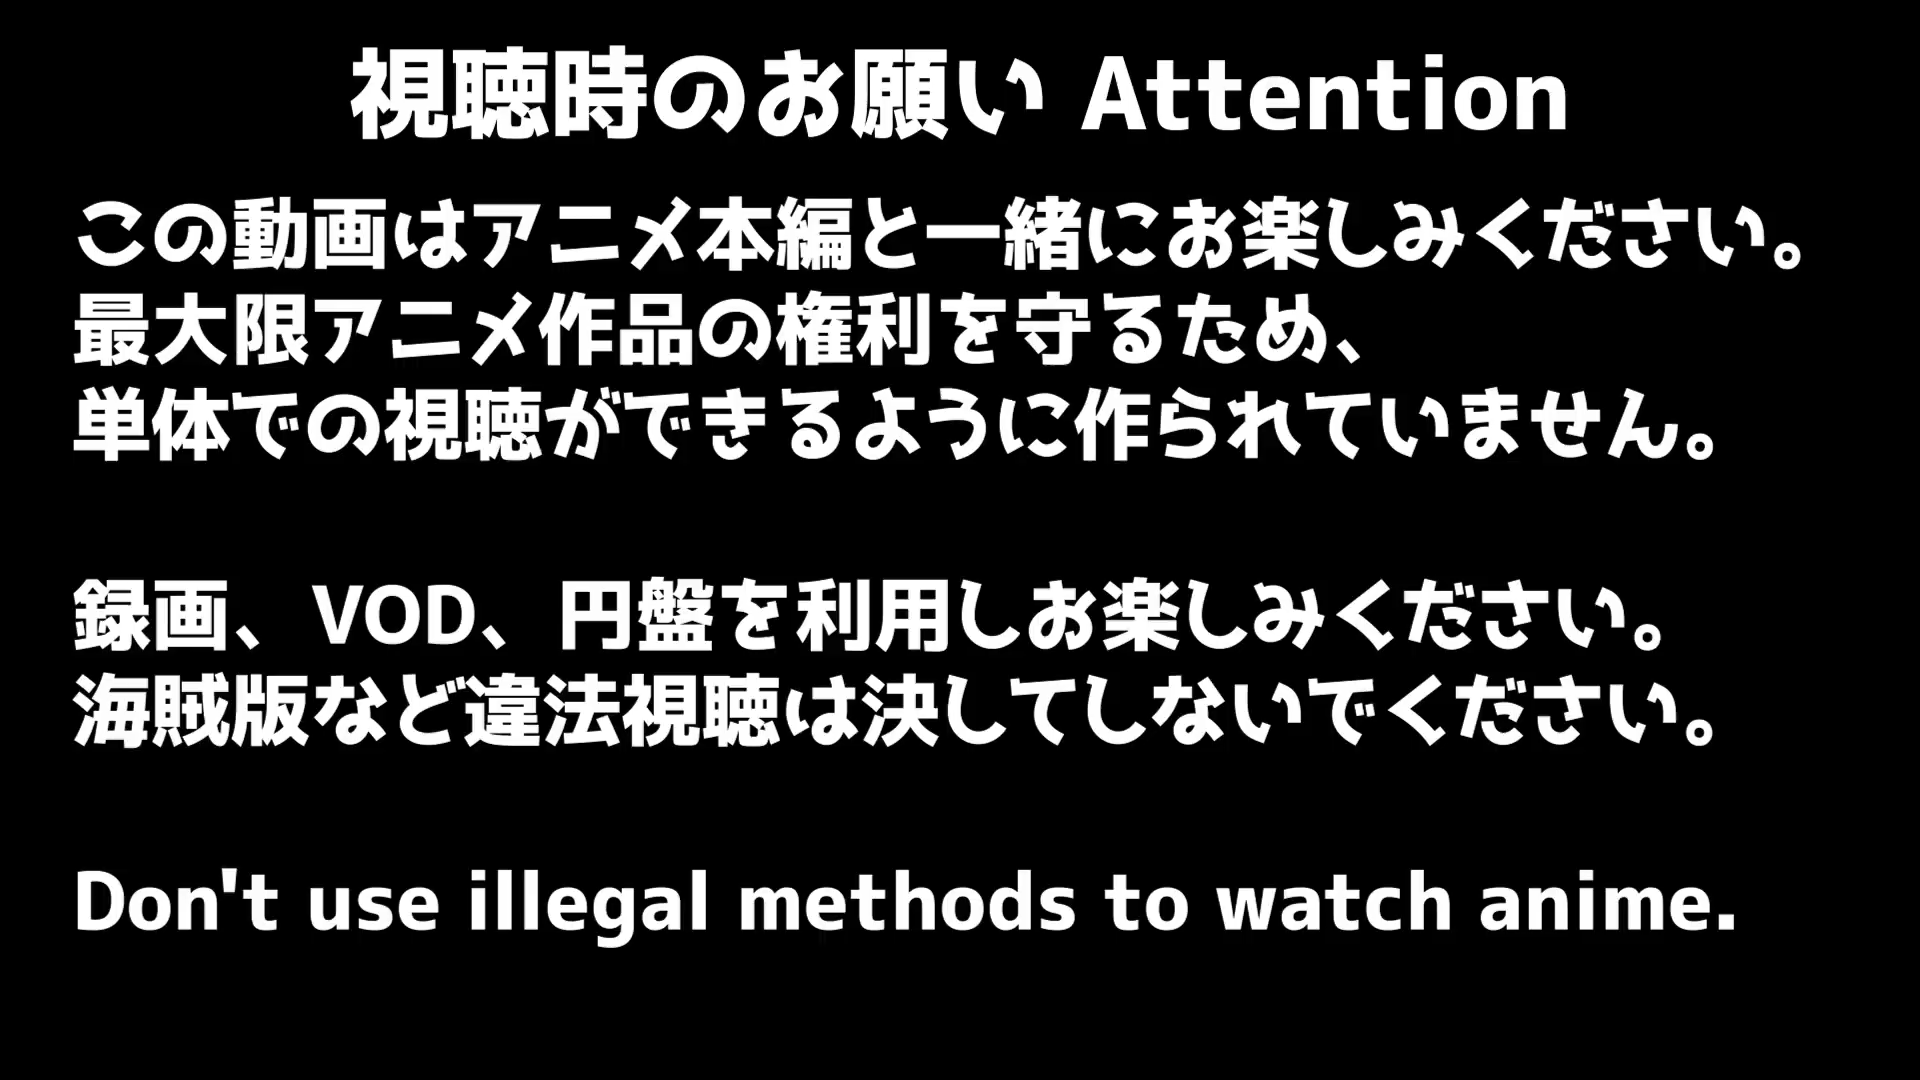 視聴時のお願い Attention
この動画はアニメ本編と一緒にお楽しみください。
最大限アニメ作品の権利を守るため、
単体での視聴ができるように作られていません。
録画、VOD、円盤を利用しお楽しみください。
海賊版など違法視聴は決してしないでください。
Don't use illegal methods to watch anime.